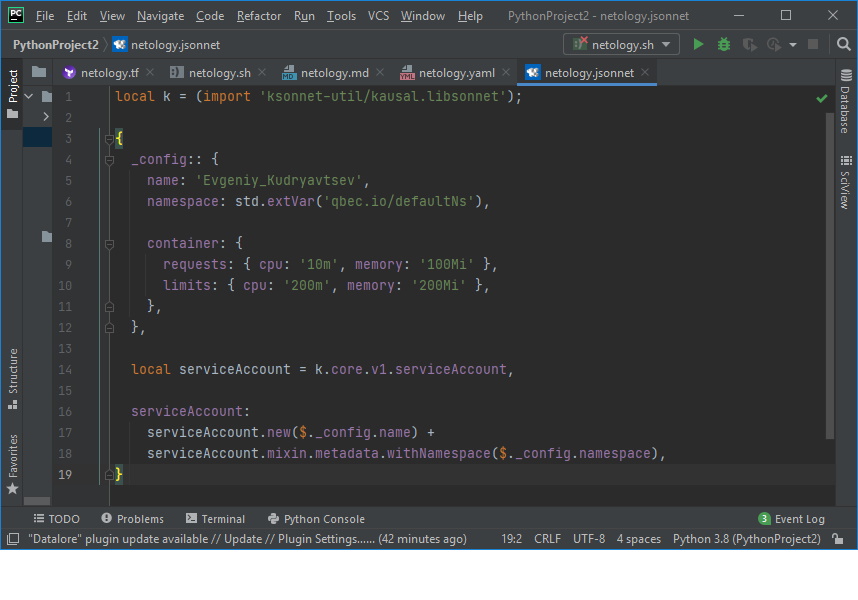 PC File Edit View Navigate Code Refactor Run Tools VCS Window Help PythonProject2 - netology.jsonnet
PythonProject2 netology.jsonnet netology.sh
netology.tf netology.sh MD netology.md YML netology.yaml netology.jsonnet
Project
Structure
Favorites
1 local k = (import 'ksonnet-util/kausal.libsonnet');
2
3 {
4 _config:: {
5 name: 'Evgeniy_Kudryavtsev',
6 namespace: std.extVar('qbec.io/defaultNs'),
7
8 container: {
9 requests: { cpu: '10m', memory: '100Mi' },
10 limits: { cpu: '200m', memory: '200Mi' },
11 },
12 },
13
14 local serviceAccount = k.core.v1.serviceAccount,
15
16 serviceAccount:
17 serviceAccount.new($._config.name) +
18 serviceAccount.mixin.metadata.withNamespace($._config.namespace),
19 }
Database
SciView
TODO Problems Terminal Python Console 3 Event Log
"Datalore" plugin update available // Update // Plugin Settings...... (42 minutes ago) 19:2 CRLF UTF-8 4 spaces Python 3.8 (PythonProject2)